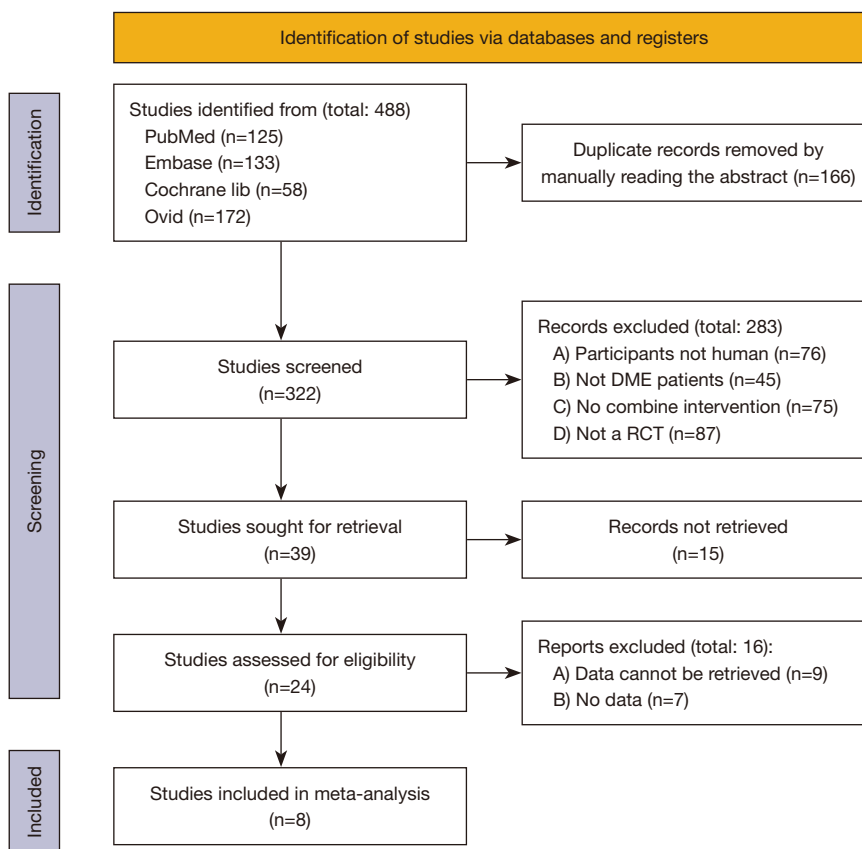 Identification of studies via databases and registers
Identification
Studies identified from (total: 488)
PubMed (n=125)
Embase (n=133)
Cochrane lib (n=58)
Ovid (n=172)
Duplicate records removed by
manually reading the abstract (n=166)
Screening
Studies screened
(n=322)
Records excluded (total: 283)
A) Participants not human (n=76)
B) Not DME patients (n=45)
C) No combine intervention (n=75)
D) Not a RCT (n=87)
Studies sought for retrieval
(n=39)
Records not retrieved
(n=15)
Studies assessed for eligibility
(n=24)
Reports excluded (total: 16):
A) Data cannot be retrieved (n=9)
B) No data (n=7)
Included
Studies included in meta-analysis
(n=8)